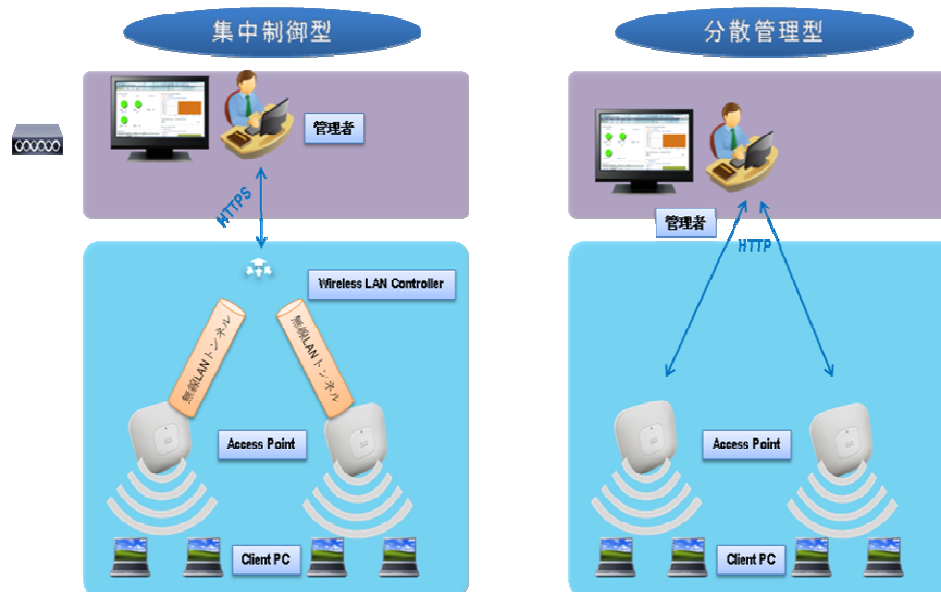 集中制御型
管理者
HTTPS
Wireless LAN Controller
無線LANトンネル
無線LANトンネル
Access Point
Client PC
分散管理型
管理者
HTTP
Access Point
Client PC